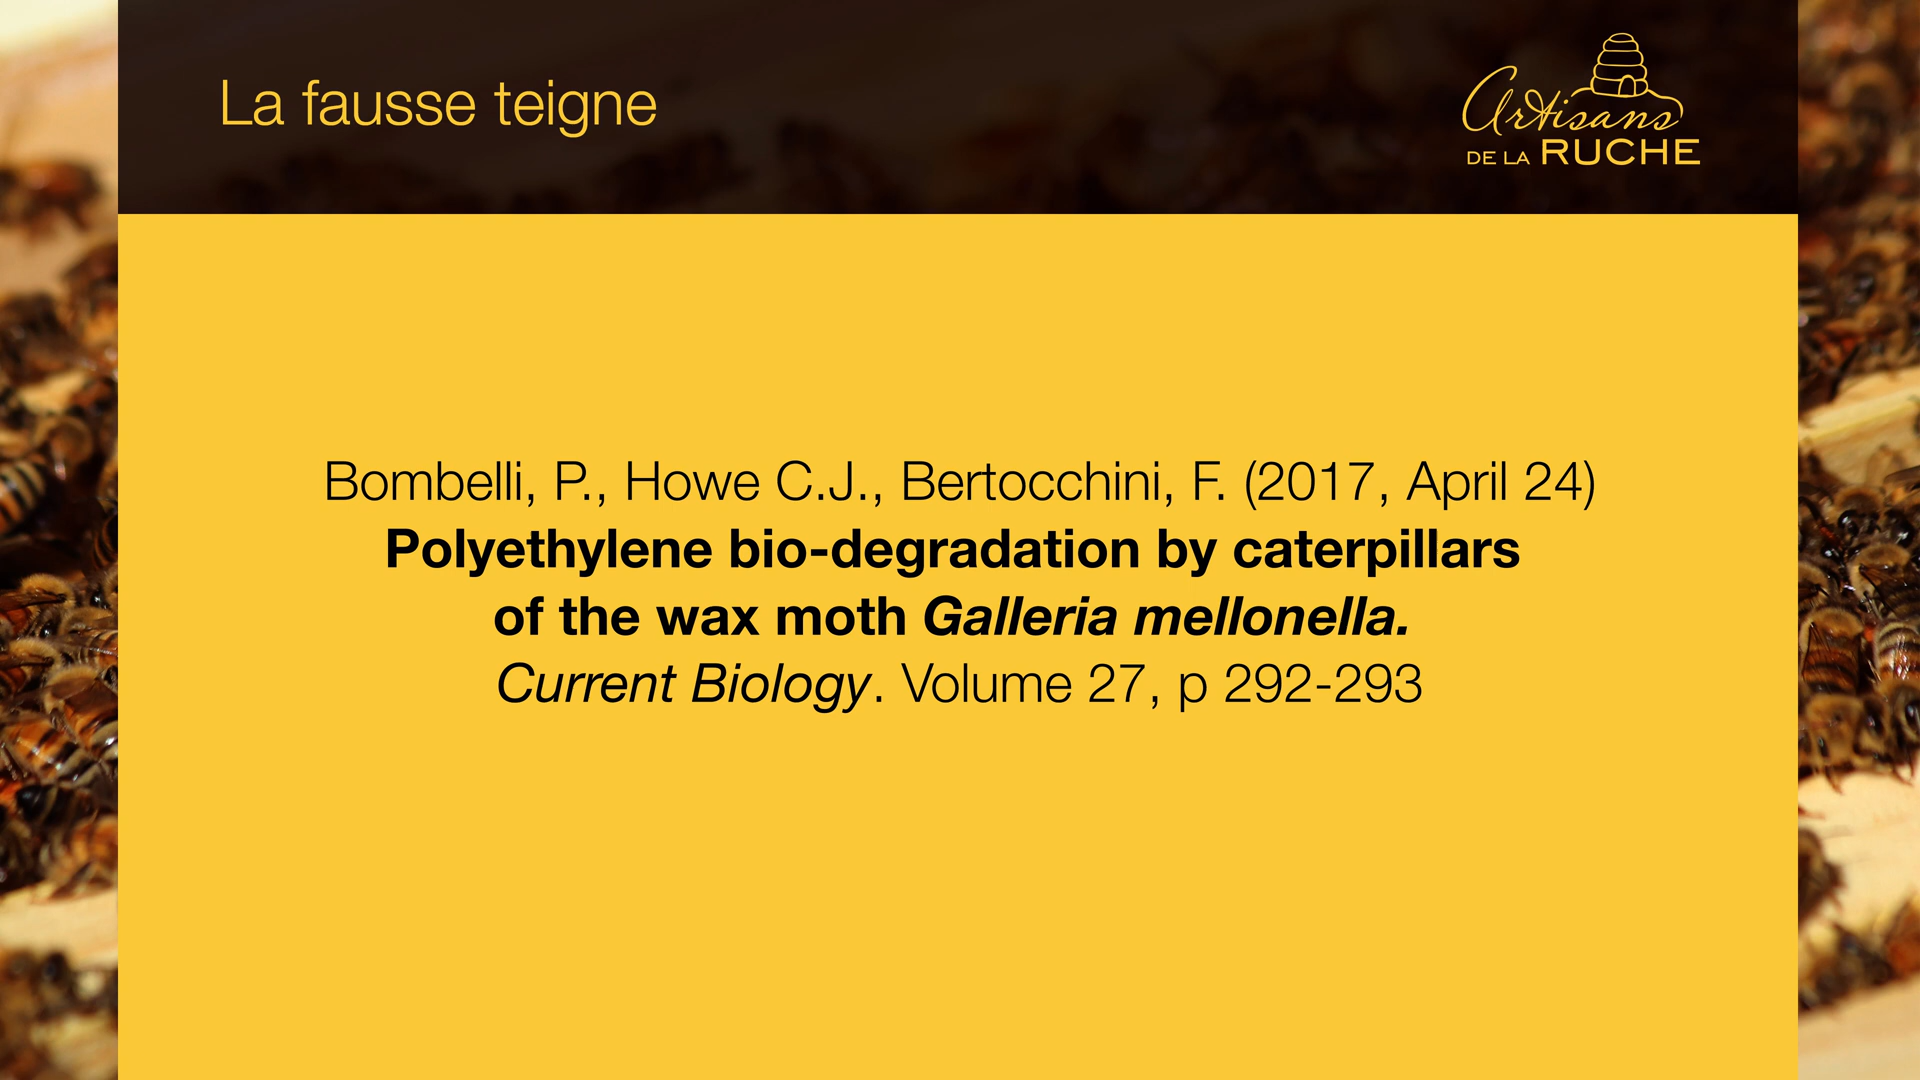 La fausse teigne
Artisans
DE LA RUCHE
Bombelli, P., Howe C.J., Bertocchini, F. (2017, April 24)
Polyethylene bio-degradation by caterpillars
of the wax moth Galleria mellonella.
Current Biology. Volume 27, p 292-293